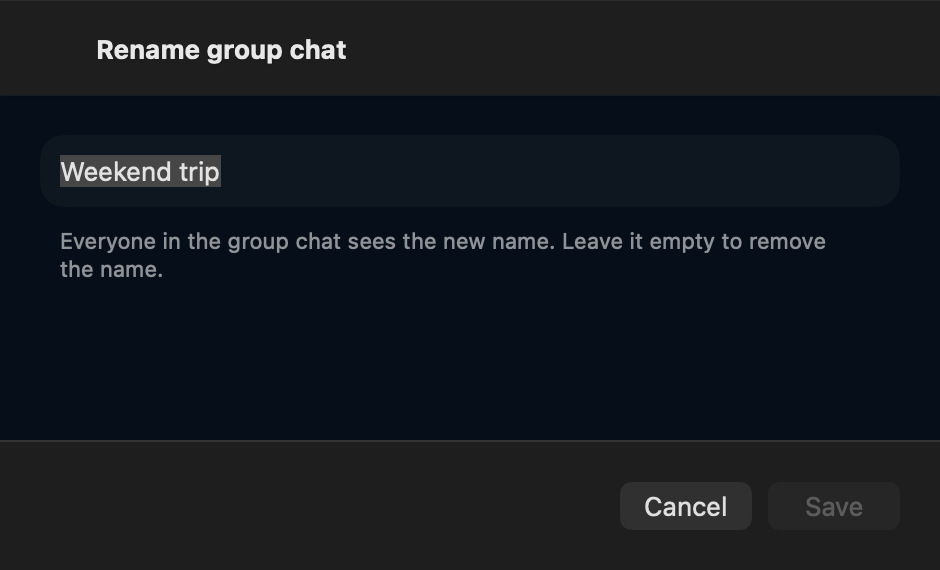 Rename group chat
Weekend trip
Everyone in the group chat sees the new name. Leave it empty to remove
the name.
Cancel
Save